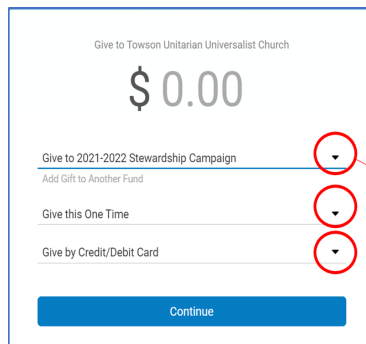 Give to Towson Unitarian Universalist Church
$ 0.00
Give to 2021-2022 Stewardship Campaign
Add Gift to Another Fund
Give this One Time
Give by Credit/Debit Card
Continue